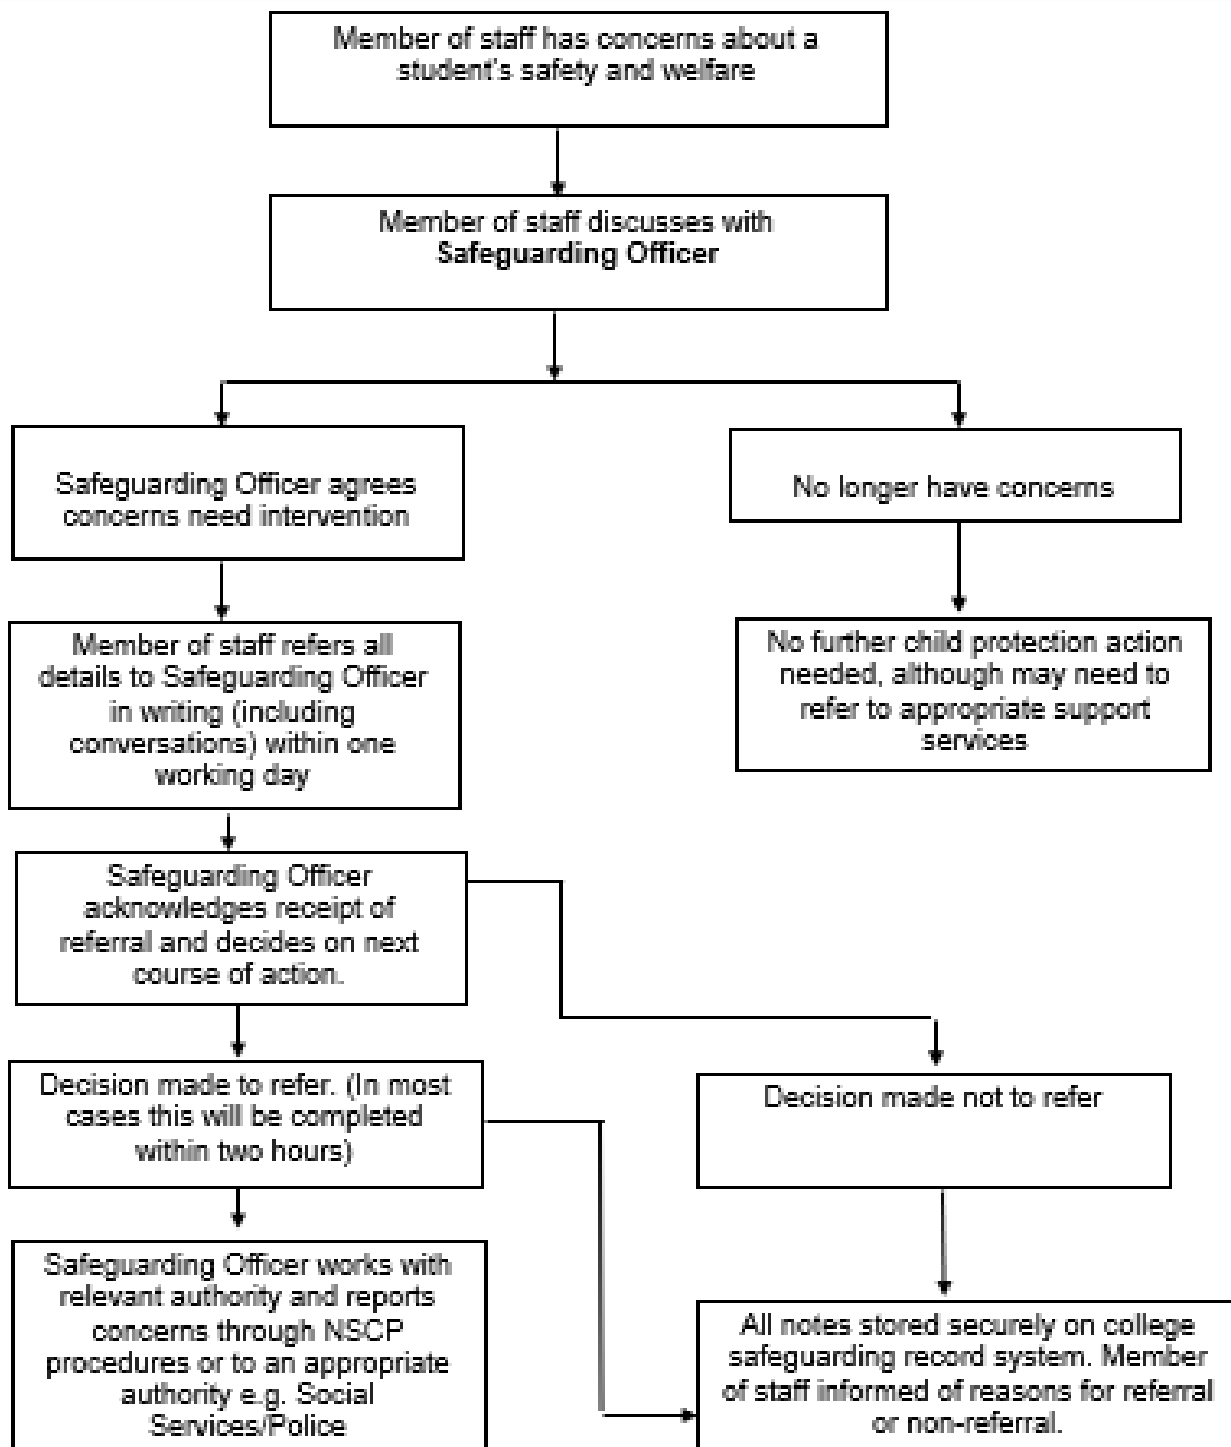 Member of staff has concerns about a
student's safety and welfare
Member of staff discusses with
Safeguarding Officer
Safeguarding Officer agrees
concerns need intervention
No longer have concerns
Member of staff refers all
details to Safeguarding Officer
in writing (including
conversations) within one
working day
No further child protection action
needed, although may need to
refer to appropriate support
services
Safeguarding Officer
acknowledges receipt of
referral and decides on next
course of action.
Decision made to refer. (In most
cases this will be completed
within two hours)
Decision made not to refer
Safeguarding Officer works with
relevant authority and reports
concerns through NSCP
procedures or to an appropriate
authority e.g. Social
Services/Police
All notes stored securely on college
safeguarding record system. Member
of staff informed of reasons for referral
or non-referral.